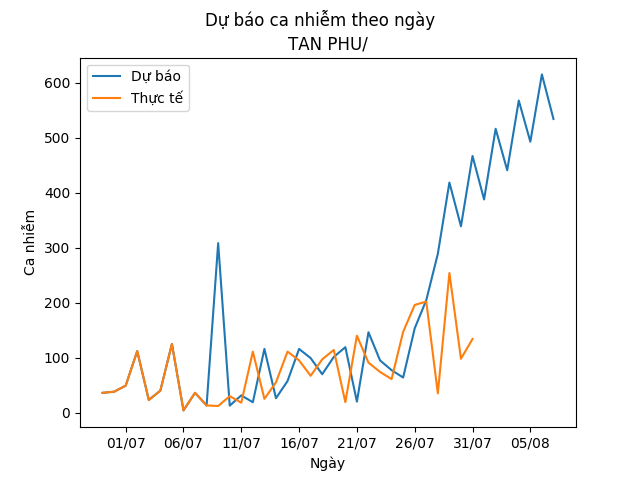 Dự báo ca nhiễm theo ngày
TAN PHU/
Dự báo
Thực tế
Ca nhiễm
600
500
400
300
200
100
0
01/07 06/07 11/07 16/07 21/07 26/07 31/07 05/08
Ngày